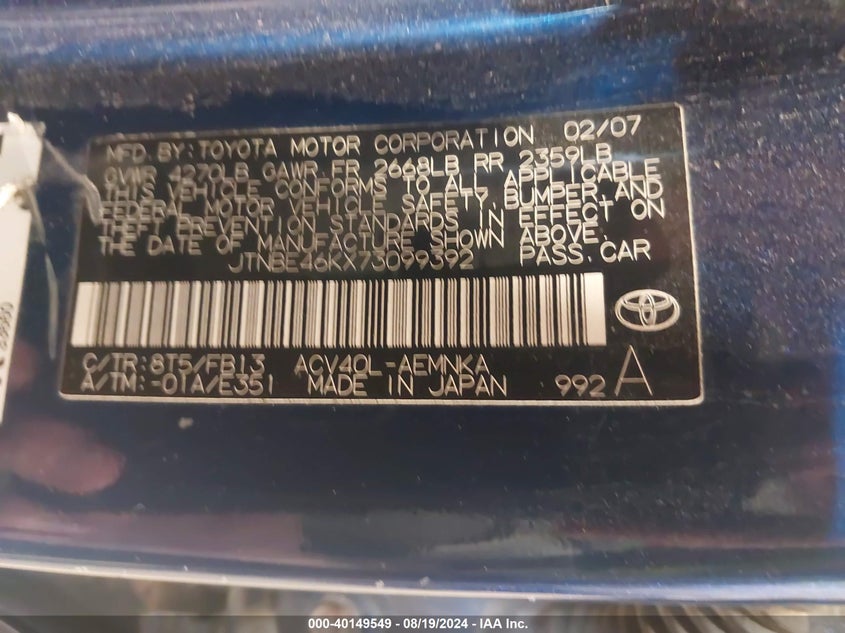 MFD. BY: TOYOTA MOTOR CORPORATION 02/07
GVWR 4270LB GAWR FR 2668LB RR 2359LB
THIS VEHICLE CONFORMS TO ALL APPLICABLE
FEDERAL MOTOR VEHICLE SAFETY, BUMPER, AND
THEFT PREVENTION STANDARDS IN EFFECT ON
THE DATE OF MANUFACTURE SHOWN ABOVE.
JTNBE46KX73099392 PASS. CAR
C/TR: 8T5/FB13 ACV40L-AEMNKA
A/TM: -01A/E351 MADE IN JAPAN 992 A
000-40149549 - 08/19/2024 - IAA Inc.